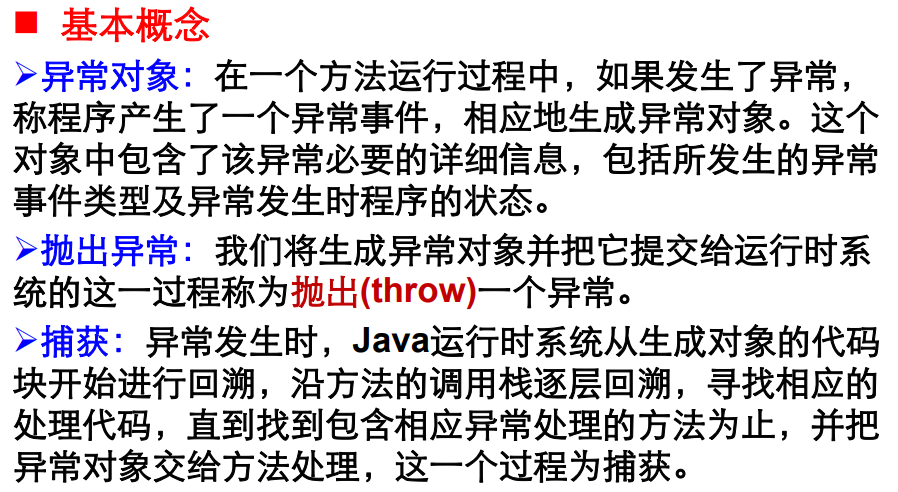 ■ 基本概念
➢异常对象：在一个方法运行过程中，如果发生了异常，
称程序产生了一个异常事件，相应地生成异常对象。这个
对象中包含了该异常必要的详细信息，包括所发生的异常
事件类型及异常发生时程序的状态。
➢抛出异常：我们将生成异常对象并把它提交给运行时系
统的这一过程称为抛出(throw)一个异常。
➢捕获：异常发生时，Java运行时系统从生成对象的代码
块开始进行回溯，沿方法的调用栈逐层回溯，寻找相应的
处理代码，直到找到包含相应异常处理的方法为止，并把
异常对象交给方法处理，这一个过程为捕获。